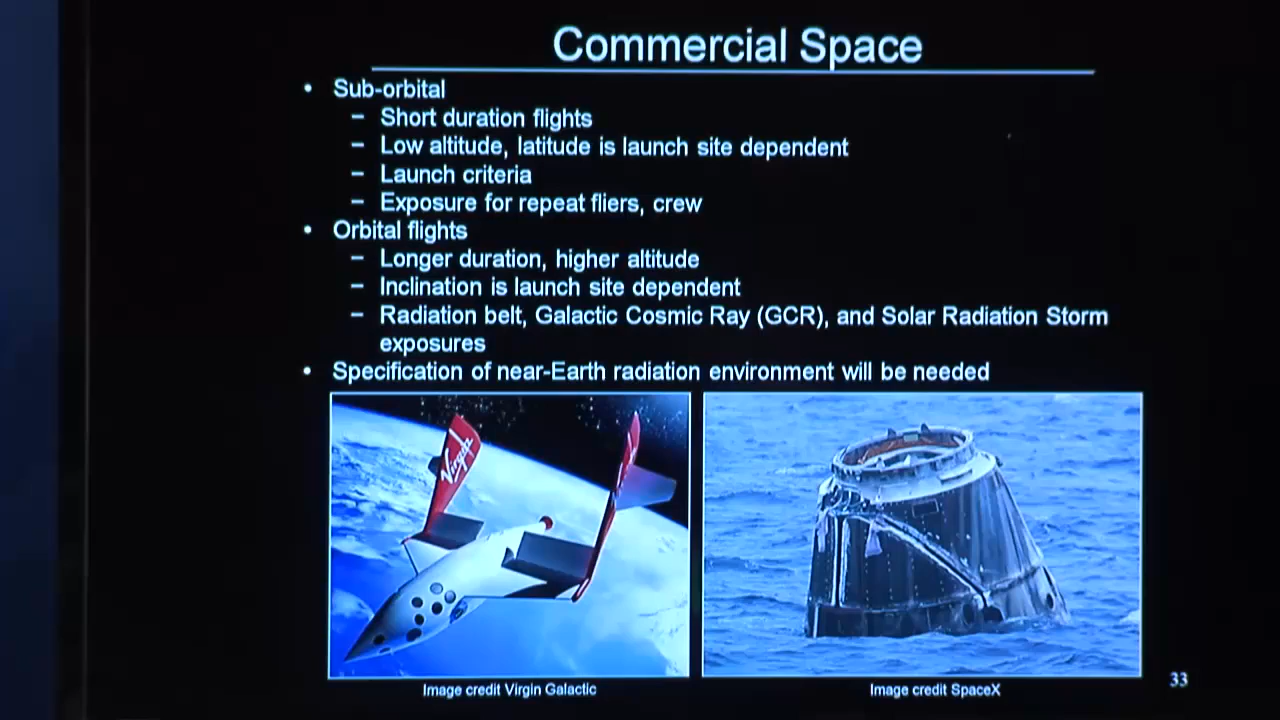 Commercial Space
• Sub-orbital
– Short duration flights
– Low altitude, latitude is launch site dependent
– Launch criteria
– Exposure for repeat fliers, crew
• Orbital flights
– Longer duration, higher altitude
– Inclination is launch site dependent
– Radiation belt, Galactic Cosmic Ray (GCR), and Solar Radiation Storm
exposures
• Specification of near-Earth radiation environment will be needed
Virgin
Image credit Virgin Galactic
Image credit SpaceX
33